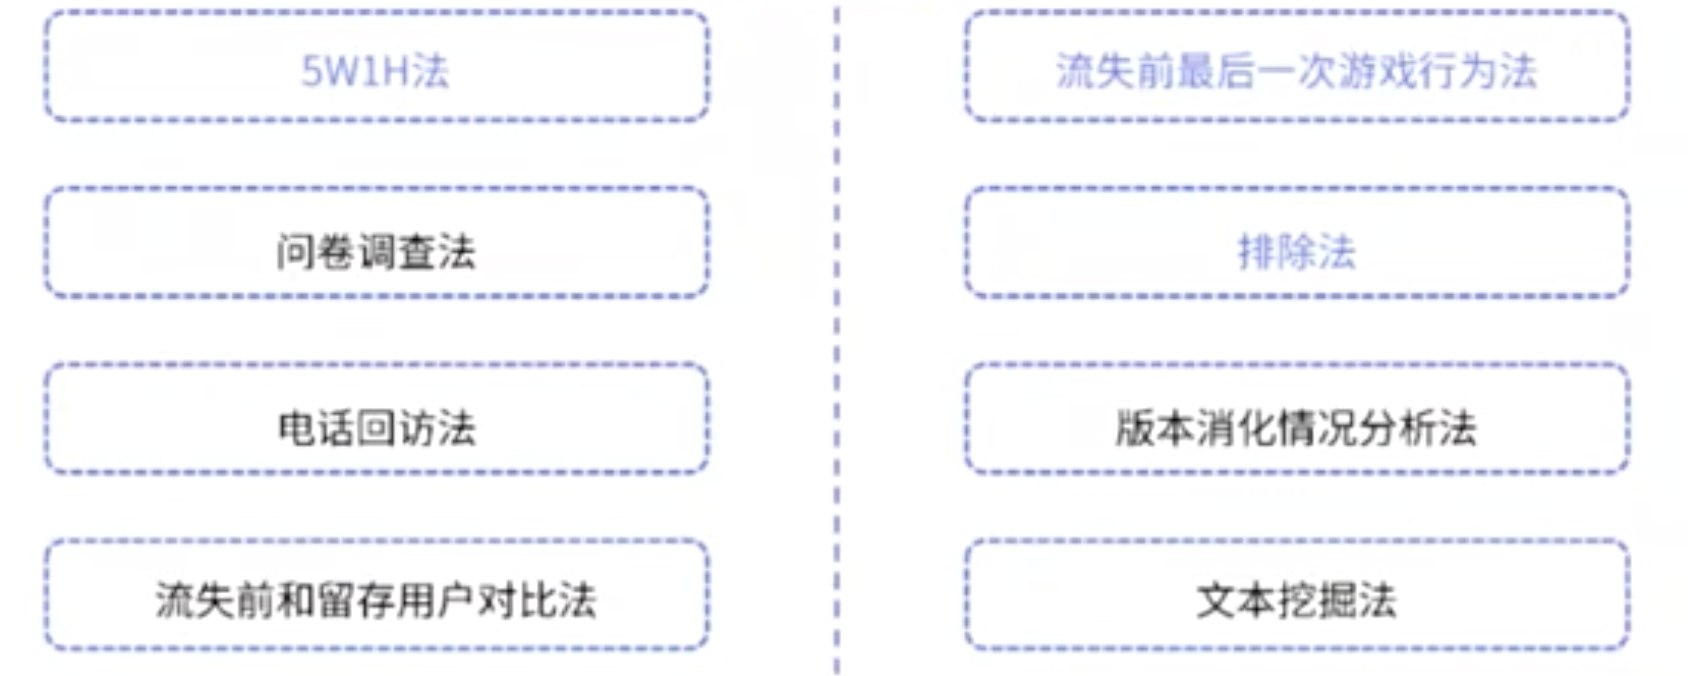 5W1H法
问卷调查法
电话回访法
流失前和留存用户对比法
流失前最后一次游戏行为法
排除法
版本消化情况分析法
文本挖掘法